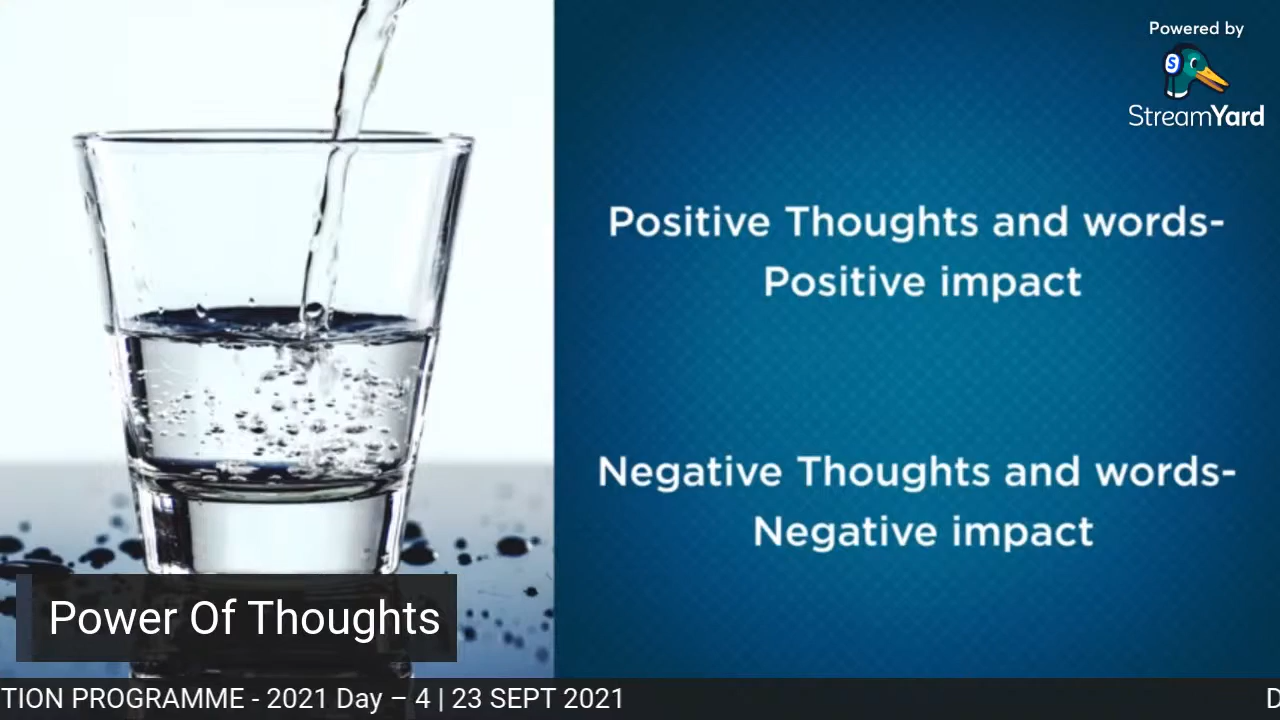 Powered by
S
StreamYard
Positive Thoughts and words-
Positive impact
Negative Thoughts and words-
Negative impact
Power Of Thoughts
TION PROGRAMME - 2021 Day – 4 | 23 SEPT 2021
D